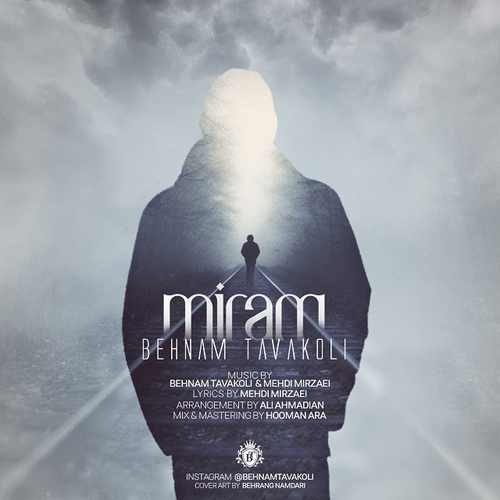 miram
BEHNAM TAVAKOLI
MUSIC BY
BEHNAM TAVAKOLI & MEHDI MIRZAEI
LYRICS BY MEHDI MIRZAEI
ARRANGEMENT BY ALI AHMADIAN
MIX & MASTERING BY HOOMAN ARA
B
INSTAGRAM @BEHNAMTAVAKOLI
COVER ART BY BEHRANG NAMDARI